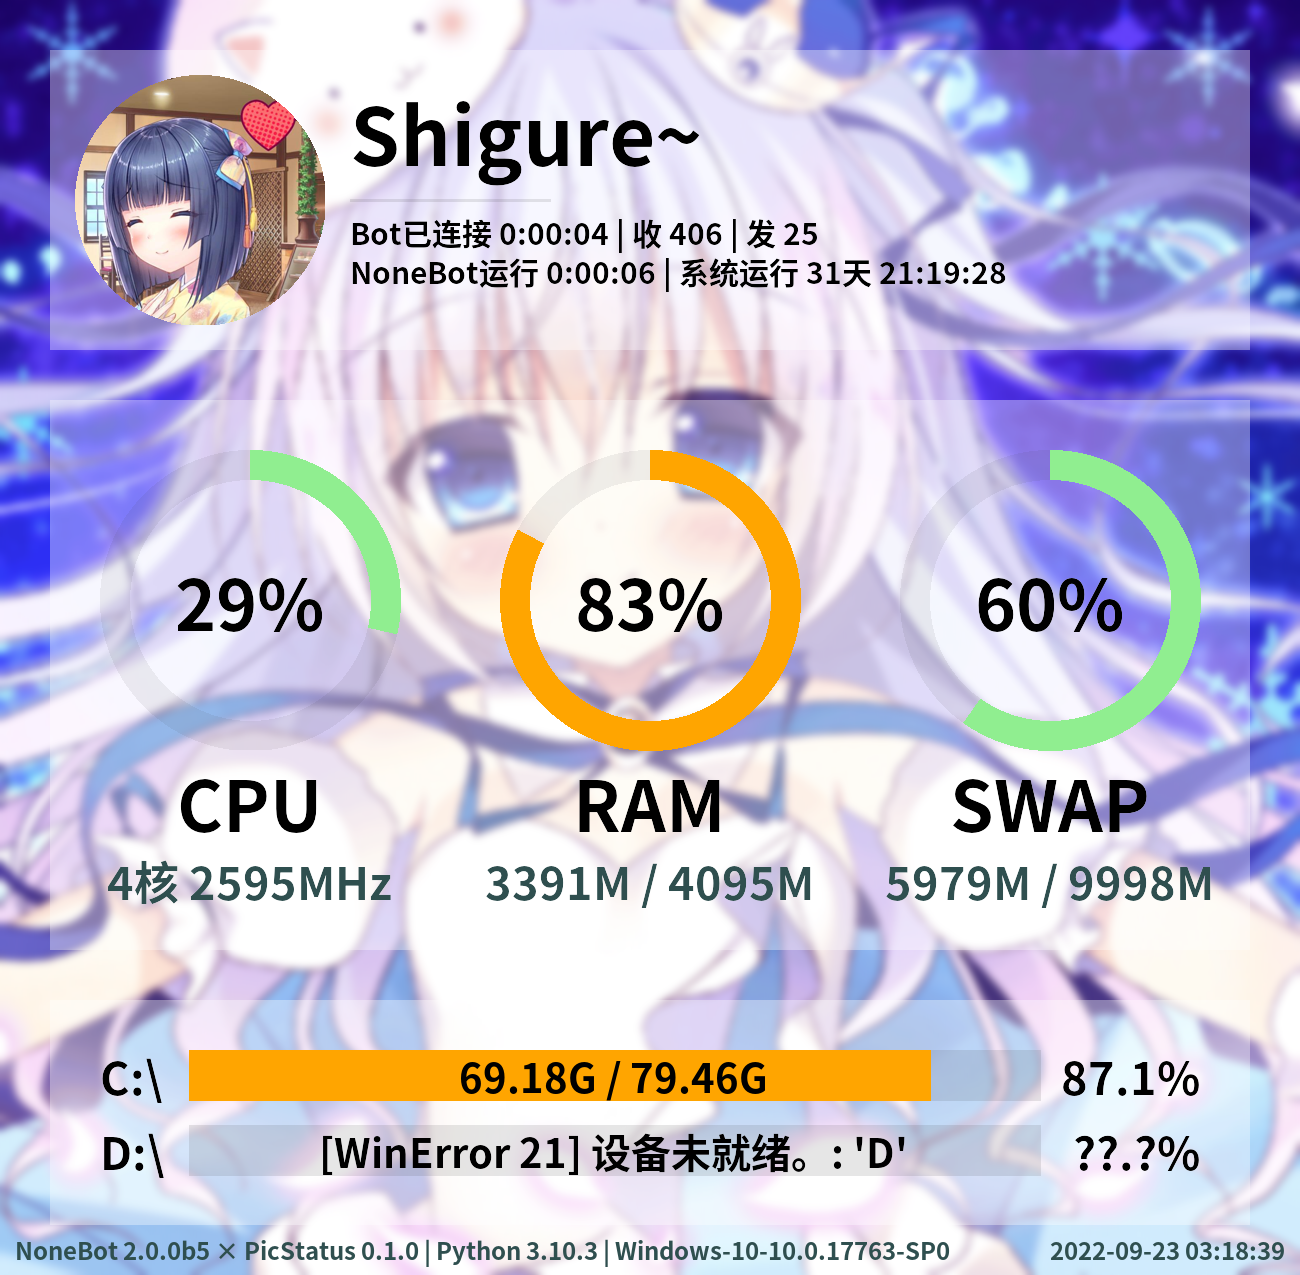 Shigure~
Bot已连接 0:00:04 | 收 406 | 发 25
NoneBot运行 0:00:06 | 系统运行 31天 21:19:28
29% 83% 60%
CPU RAM SWAP
4核 2595MHz 3391M / 4095M 5979M / 9998M
C:\ 69.18G / 79.46G 87.1%
D:\ [WinError 21] 设备未就绪。: 'D' ??.?%
NoneBot 2.0.0b5 × PicStatus 0.1.0 | Python 3.10.3 | Windows-10-10.0.17763-SP0 2022-09-23 03:18:39